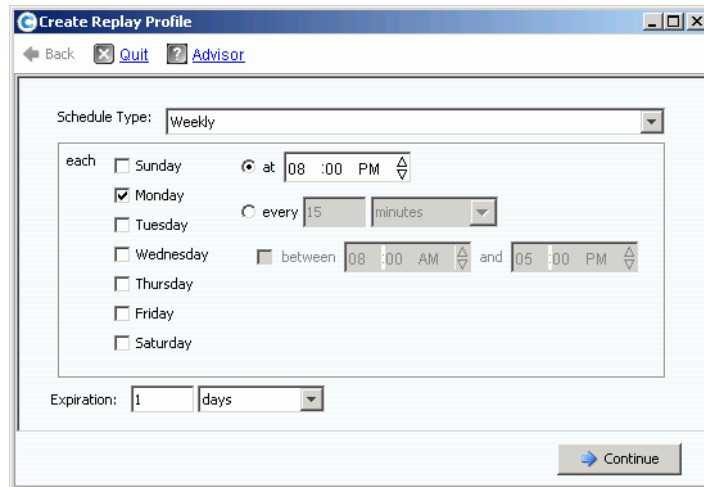 Create Replay Profile
Back Quit ? Advisor
Schedule Type: Weekly
each Sunday at 08 :00 PM
Monday
every 15 minutes
Tuesday
Wednesday between 08 :00 AM and 05 :00 PM
Thursday
Friday
Saturday
Expiration: 1 days
Continue